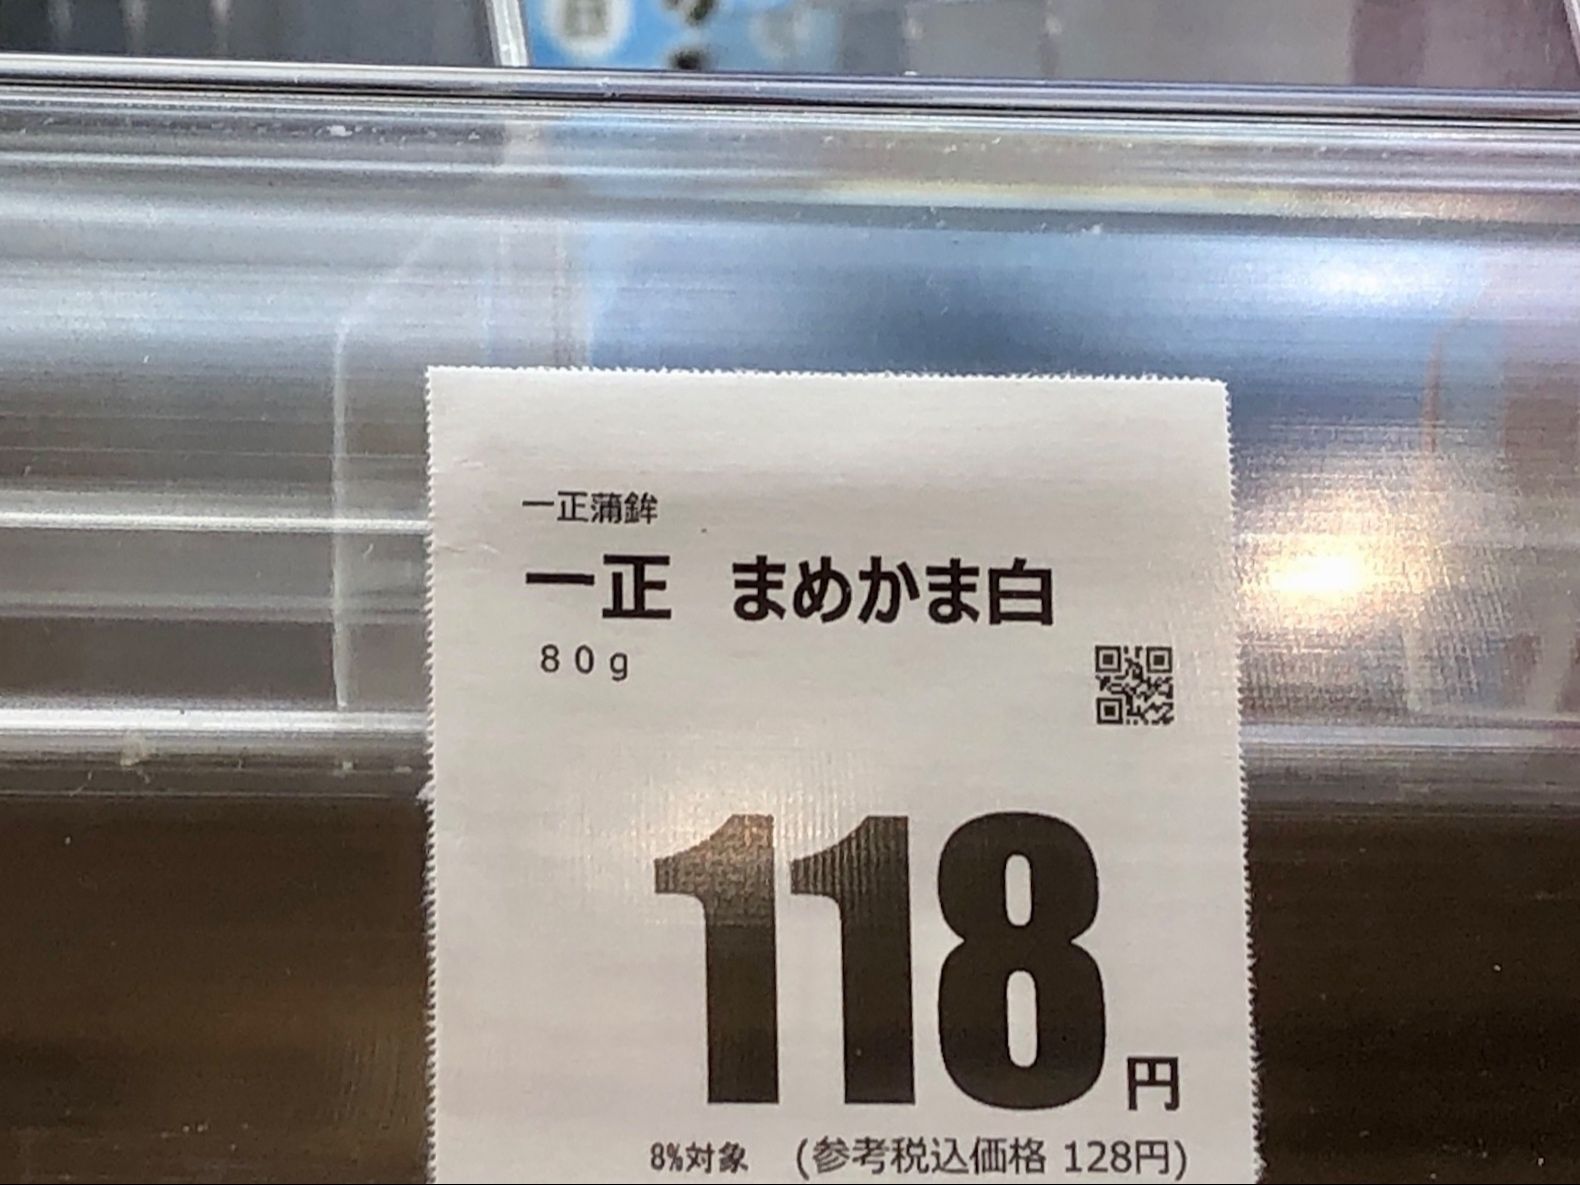 一正蒲鉾
一正 まめかま白
80g
118円
8%対象 (参考税込価格 128円)